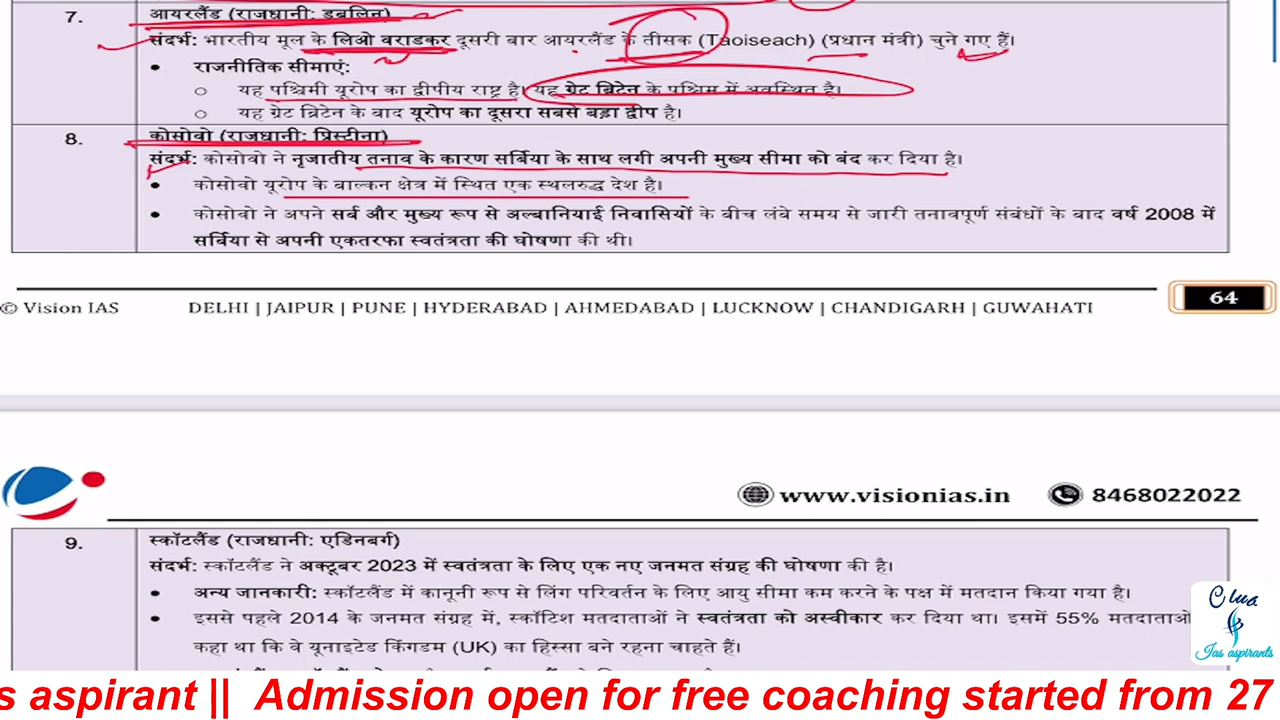 7. आयरलैंड (राजधानी: डबलिन)
संदर्भ: भारतीय मूल के लिओ वराडकर दूसरी बार आयरलैंड के तीसक (Taoiseach) (प्रधान मंत्री) चुने गए हैं।
• राजनीतिक सीमाएं:
○ यह पश्चिमी यूरोप का द्वीपीय राष्ट्र है। यह ग्रेट ब्रिटेन के पश्चिम में अवस्थित है।
○ यह ग्रेट ब्रिटेन के बाद यूरोप का दूसरा सबसे बड़ा द्वीप है।
8. कोसोवो (राजधानी: प्रिस्टीना)
संदर्भ: कोसोवो ने नृजातीय तनाव के कारण सर्बिया के साथ लगी अपनी मुख्य सीमा को बंद कर दिया है।
• कोसोवो यूरोप के बाल्कन क्षेत्र में स्थित एक स्थलरुद्ध देश है।
• कोसोवो ने अपने सर्ब और मुख्य रूप से अल्बानियाई निवासियों के बीच लंबे समय से जारी तनावपूर्ण संबंधों के बाद वर्ष 2008 में
सर्बिया से अपनी एकतरफा स्वतंत्रता की घोषणा की थी।
64
© Vision IAS DELHI | JAIPUR | PUNE | HYDERABAD | AHMEDABAD | LUCKNOW | CHANDIGARH | GUWAHATI
www.visionias.in 8468022022
9. स्कॉटलैंड (राजधानी: एडिनबर्ग)
संदर्भ: स्कॉटलैंड ने अक्टूबर 2023 में स्वतंत्रता के लिए एक नए जनमत संग्रह की घोषणा की है।
• अन्य जानकारी: स्कॉटलैंड में कानूनी रूप से लिंग परिवर्तन के लिए आयु सीमा कम करने के पक्ष में मतदान किया गया है।
• इससे पहले 2014 के जनमत संग्रह में, स्कॉटिश मतदाताओं ने स्वतंत्रता को अस्वीकार कर दिया था। इसमें 55% मतदाताओं
कहा था कि वे यूनाइटेड किंगडम (UK) का हिस्सा बने रहना चाहते हैं।
Ias aspirants
s aspirant || Admission open for free coaching started from 27